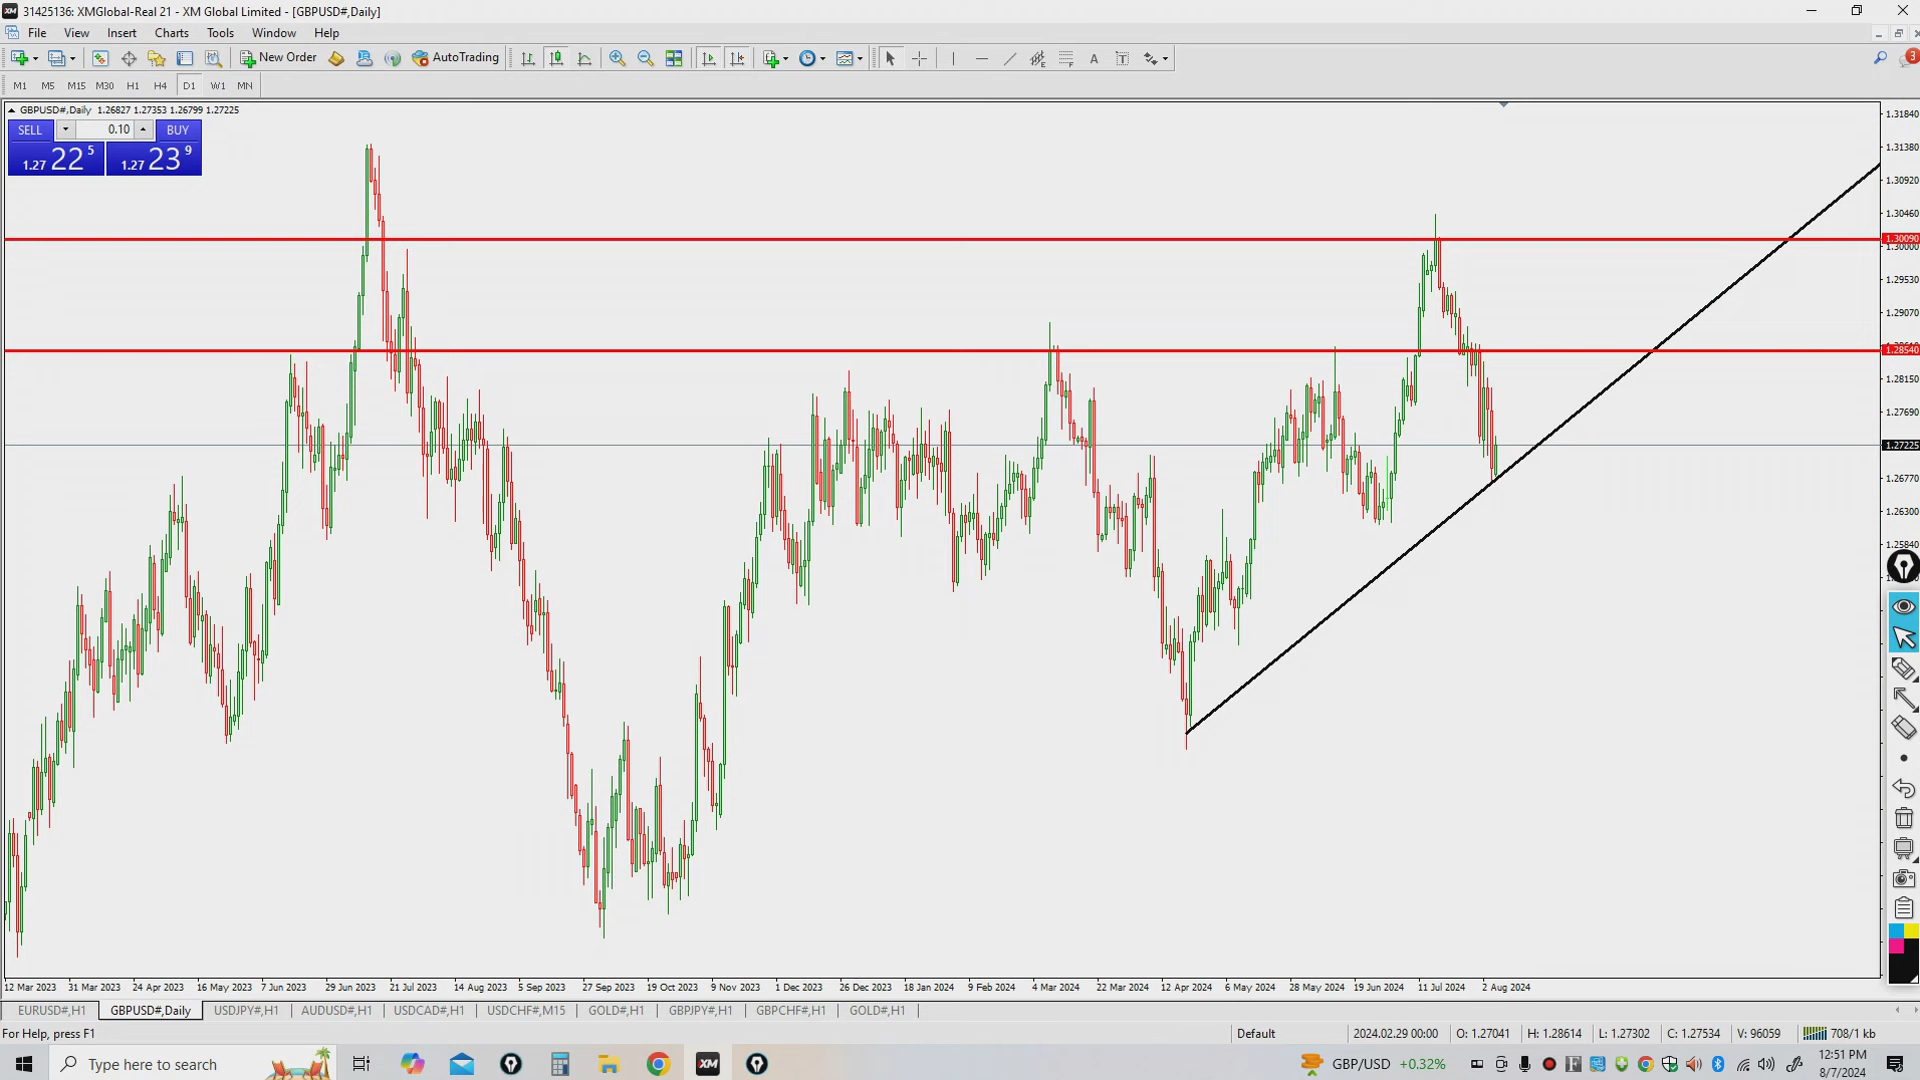 31425136: XMGlobal-Real 21 - XM Global Limited - [GBPUSD#,Daily]
File View Insert Charts Tools Window Help
New Order AutoTrading
3
M1 M5 M15 M30 H1 H4 D1 W1 MN
GBPUSD#,Daily 1.26827 1.27353 1.26799 1.27225
SELL 0.10 BUY
1.27 22 5 1.27 23 9
1.31840
1.31380
1.30920
1.30460
1.30090
1.30000
1.29530
1.29070
1.28540
1.28150
1.27690
1.27225
1.26770
1.26300
1.25840
12 Mar 2023 31 Mar 2023 24 Apr 2023 16 May 2023 7 Jun 2023 29 Jun 2023 21 Jul 2023 14 Aug 2023 5 Sep 2023 27 Sep 2023 19 Oct 2023 9 Nov 2023 1 Dec 2023 26 Dec 2023 18 Jan 2024 9 Feb 2024 4 Mar 2024 22 Mar 2024 12 Apr 2024 6 May 2024 28 May 2024 19 Jun 2024 11 Jul 2024 2 Aug 2024
EURUSD#,H1 GBPUSD#,Daily USDJPY#,H1 AUDUSD#,H1 USDCAD#,H1 USDCHF#,M15 GOLD#,H1 GBPJPY#,H1 GBPCHF#,H1 GOLD#,H1
For Help, press F1 Default 2024.02.29 00:00 O: 1.27041 H: 1.28614 L: 1.27302 C: 1.27534 V: 96059 708/1 kb
Type here to search XM GBP/USD +0.32% 12:51 PM
8/7/2024